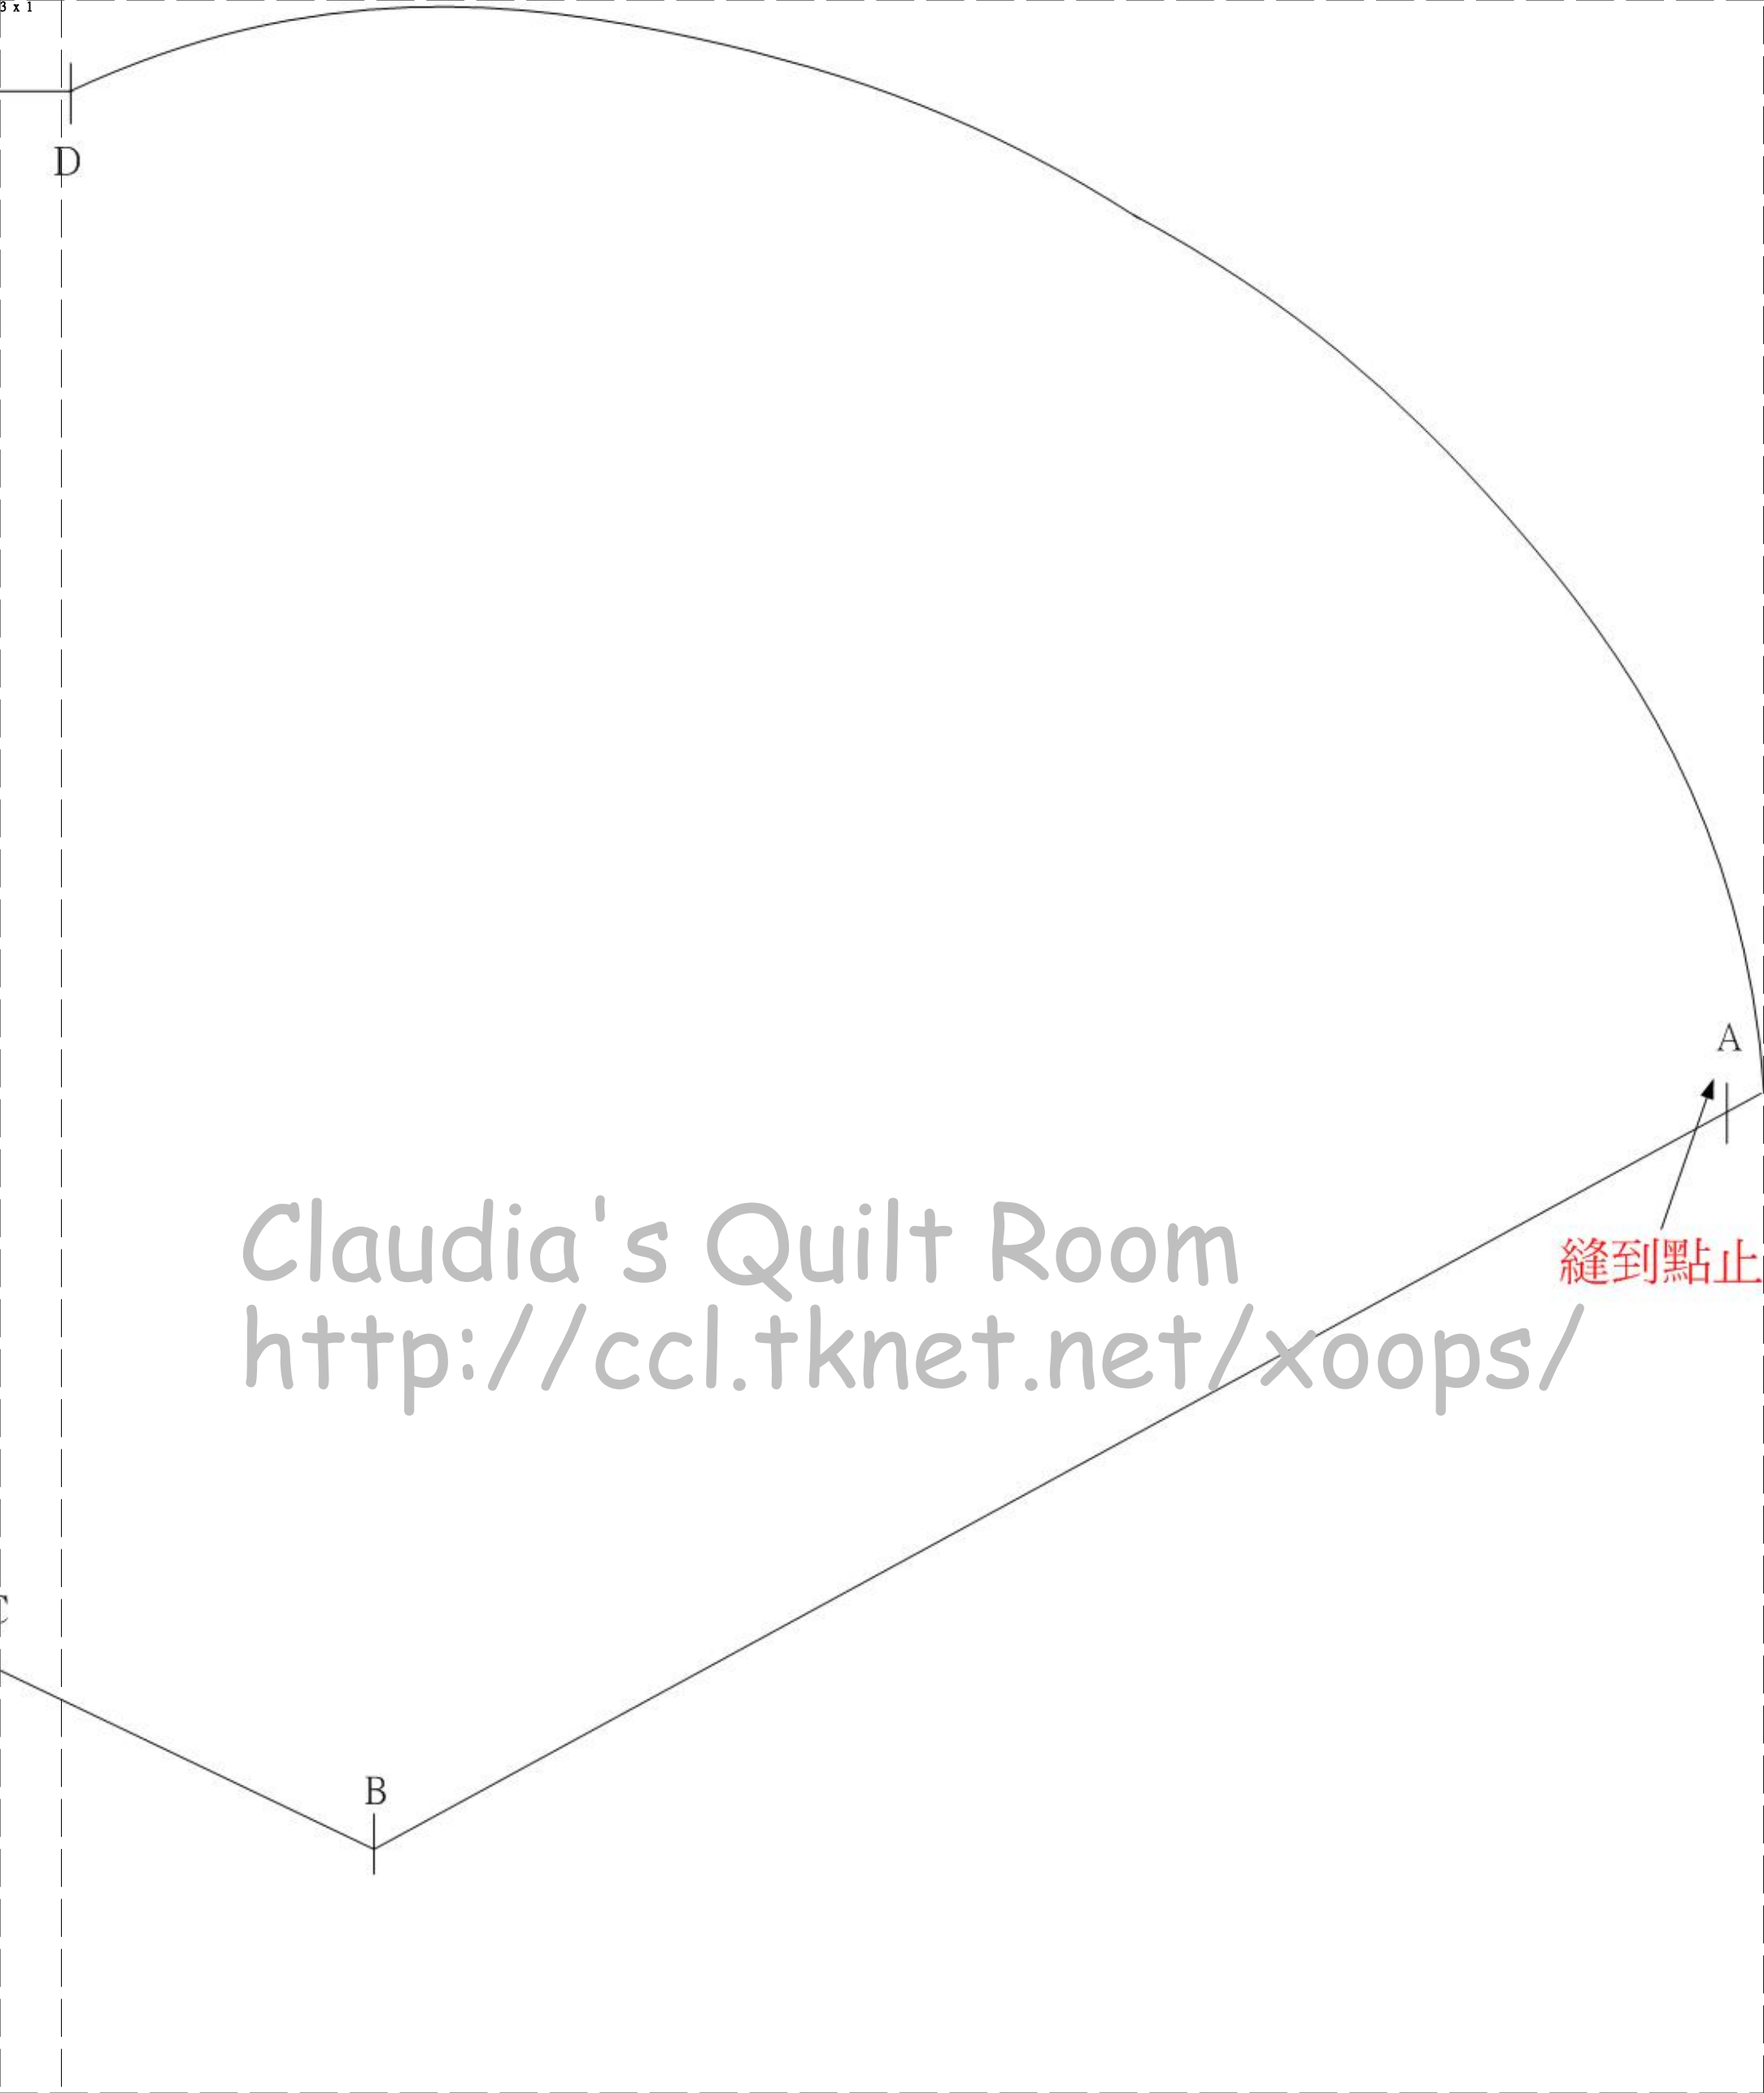 3 x 1
D
A
縫到點止
Claudia's Quilt Room
http://ccl.tknet.net/xoops/
C
B